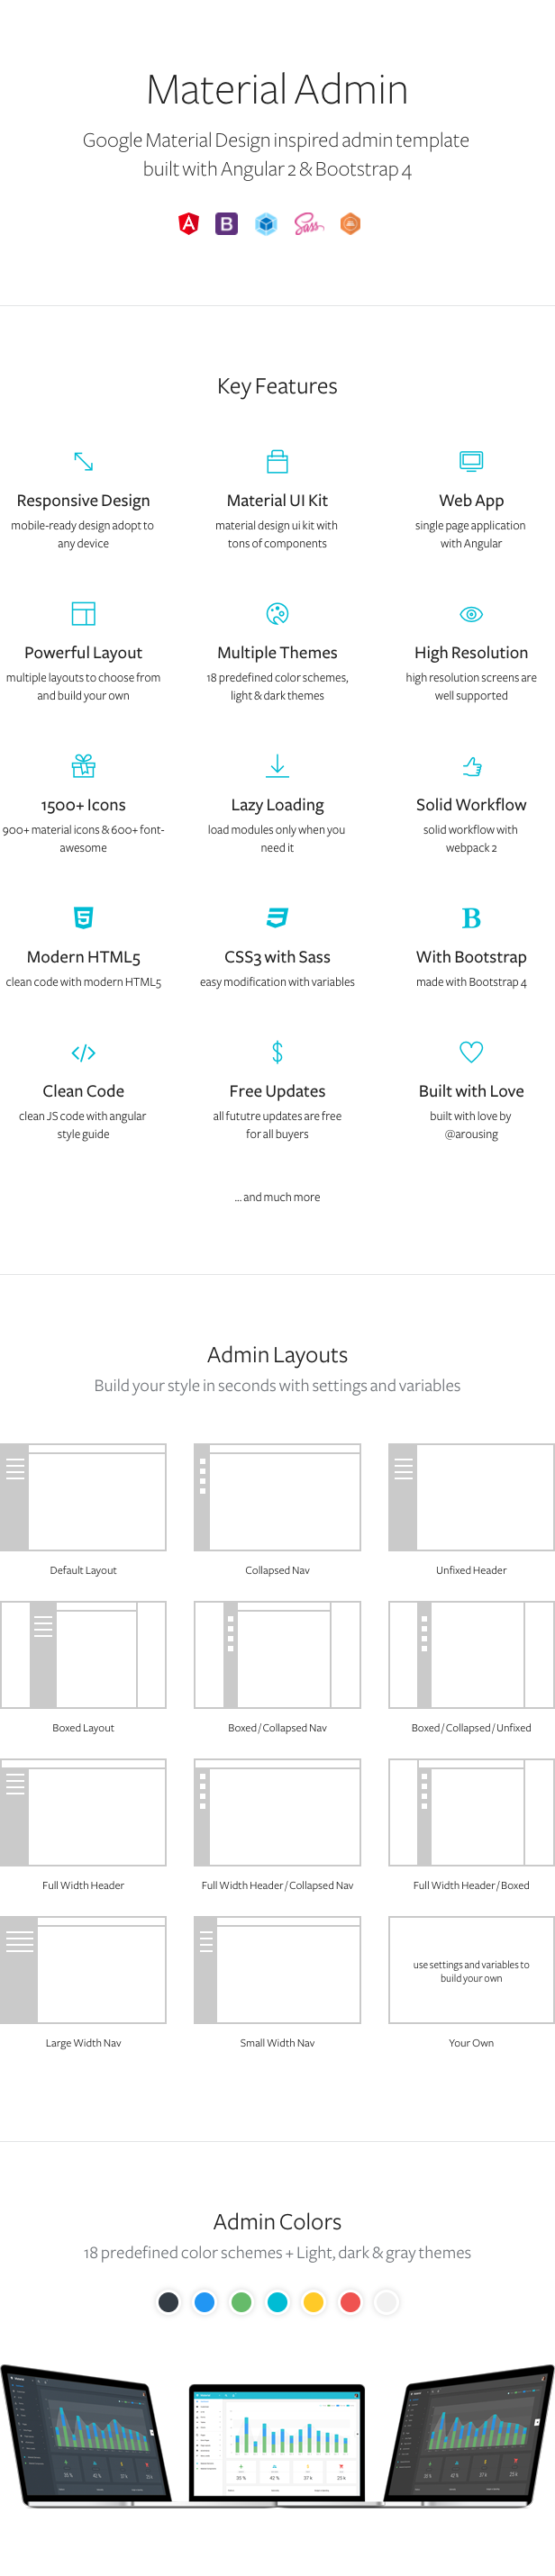 Material Admin
Google Material Design inspired admin template
built with Angular 2 & Bootstrap 4
A
B
Sass
Key Features
Responsive Design
mobile-ready design adopt to
any device
Material UI Kit
material design ui kit with
tons of components
Web App
single page application
with Angular
Powerful Layout
multiple layouts to choose from
and build your own
Multiple Themes
18 predefined color schemes,
light & dark themes
High Resolution
high resolution screens are
well supported
1500+ Icons
900+ material icons & 600+ font-
awesome
Lazy Loading
load modules only when you
need it
Solid Workflow
solid workflow with
webpack 2
Modern HTML5
clean code with modern HTML5
CSS3 with Sass
easy modification with variables
B
With Bootstrap
made with Bootstrap 4
Clean Code
clean JS code with angular
style guide
Free Updates
all fututre updates are free
for all buyers
Built with Love
built with love by
@arousing
... and much more
Admin Layouts
Build your style in seconds with settings and variables
Default Layout
Collapsed Nav
Unfixed Header
Boxed Layout
Boxed / Collapsed Nav
Boxed / Collapsed / Unfixed
Full Width Header
Full Width Header / Collapsed Nav
Full Width Header / Boxed
Large Width Nav
Small Width Nav
use settings and variables to
build your own
Your Own
Admin Colors
18 predefined color schemes + Light, dark & gray themes